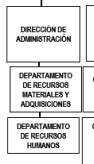 DIRECCIÓN DE
ADMINISTRACIÓN
DEPARTAMENTO
DE RECURSOS
MATERIALES Y
ADQUISICIONES
DEPARTAMENTO
DE RECURSOS
HUMANOS